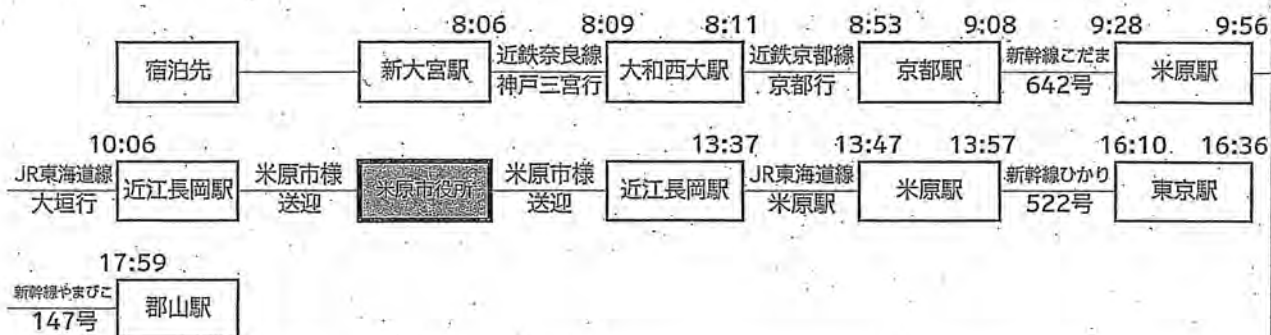 8:06 8:09 8:11 8:53 9:08 9:28 9:56
宿泊先 新大宮駅 近鉄奈良線 大和西大駅 近鉄京都線 京都駅 新幹線こだま 米原駅
神戸三宮行 京都行 642号
10:06 13:37 13:47 13:57 16:10 16:36
JR東海道線 近江長岡駅 米原市様 米原市役所 米原市様 近江長岡駅 JR東海道線 米原駅 新幹線ひかり 東京駅
大垣行 送迎 送迎 米原駅 522号
17:59
新幹線やまびこ 郡山駅
147号